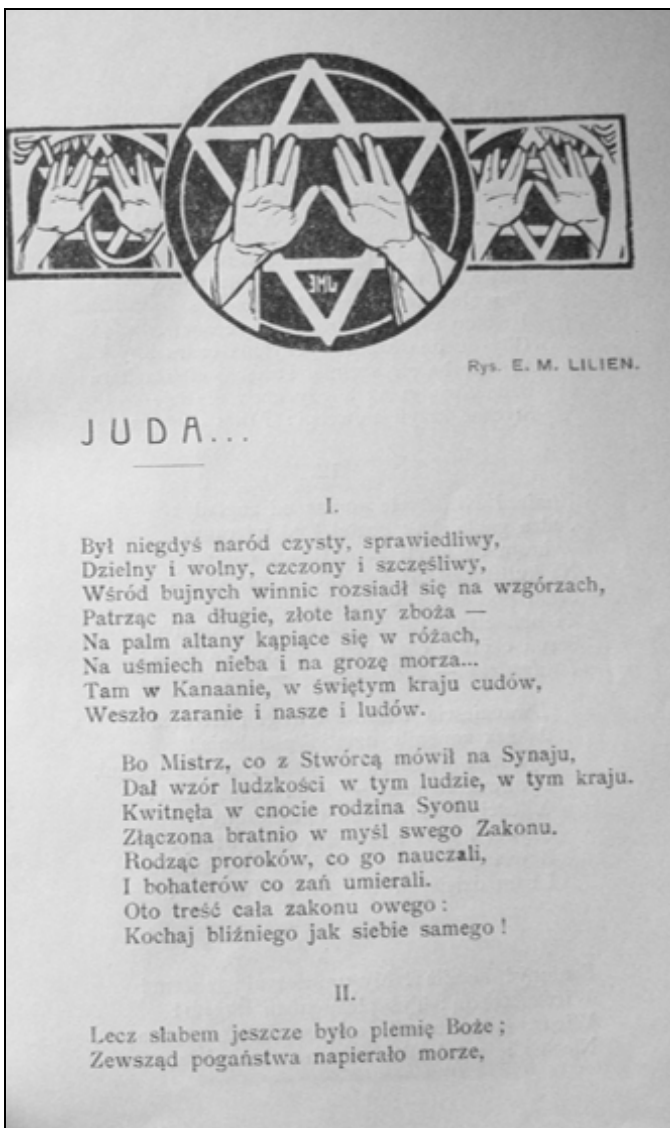 Rys. E. M. LILIEN.
JUDA...
I.
Był niegdyś naród czysty, sprawiedliwy,
Dzielny i wolny, czczony i szczęśliwy,
Wśród bujnych winnic rozsiadł się na wzgórzach,
Patrząc na długie, złote łany zboża —
Na palm altany kąpiące się w różach,
Na uśmiech nieba i na grozę morza...
Tam w Kanaanie, w świętym kraju cudów,
Weszło zaranie i nasze i ludów.
Bo Mistrz, co z Stwórcą mówił na Synaju,
Dał wzór ludzkości w tym ludzie, w tym kraju.
Kwitnęła w cnocie rodzina Syonu
Złączona bratnio w myśl swego Zakonu.
Rodząc proroków, co go nauczali,
I bohaterów co zań umierali.
Oto treść cała zakonu owego :
Kochaj bliźniego jak siebie samego !
II.
Lecz słabem jeszcze było plemię Boże ;
Zewsząd pogaństwa napierało morze,